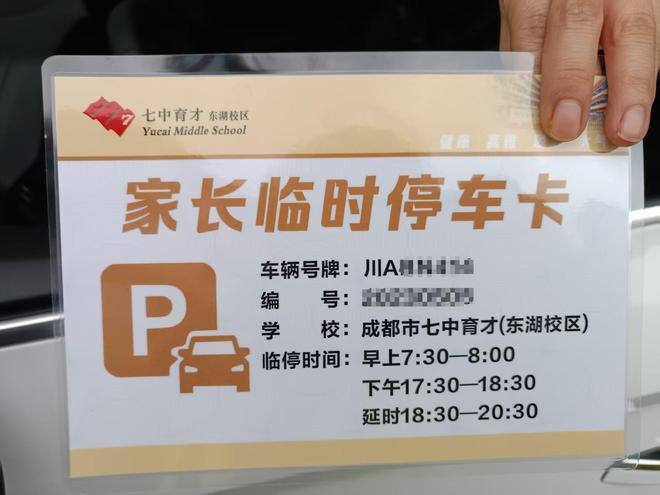 七中育才 东湖校区
Yucai Middle School
健康 高雅
家长临时停车卡
P
车辆号牌：川A
编 号：
学 校：成都市七中育才(东湖校区)
临停时间：早上7:30—8:00
下午17:30—18:30
延时18:30—20:30